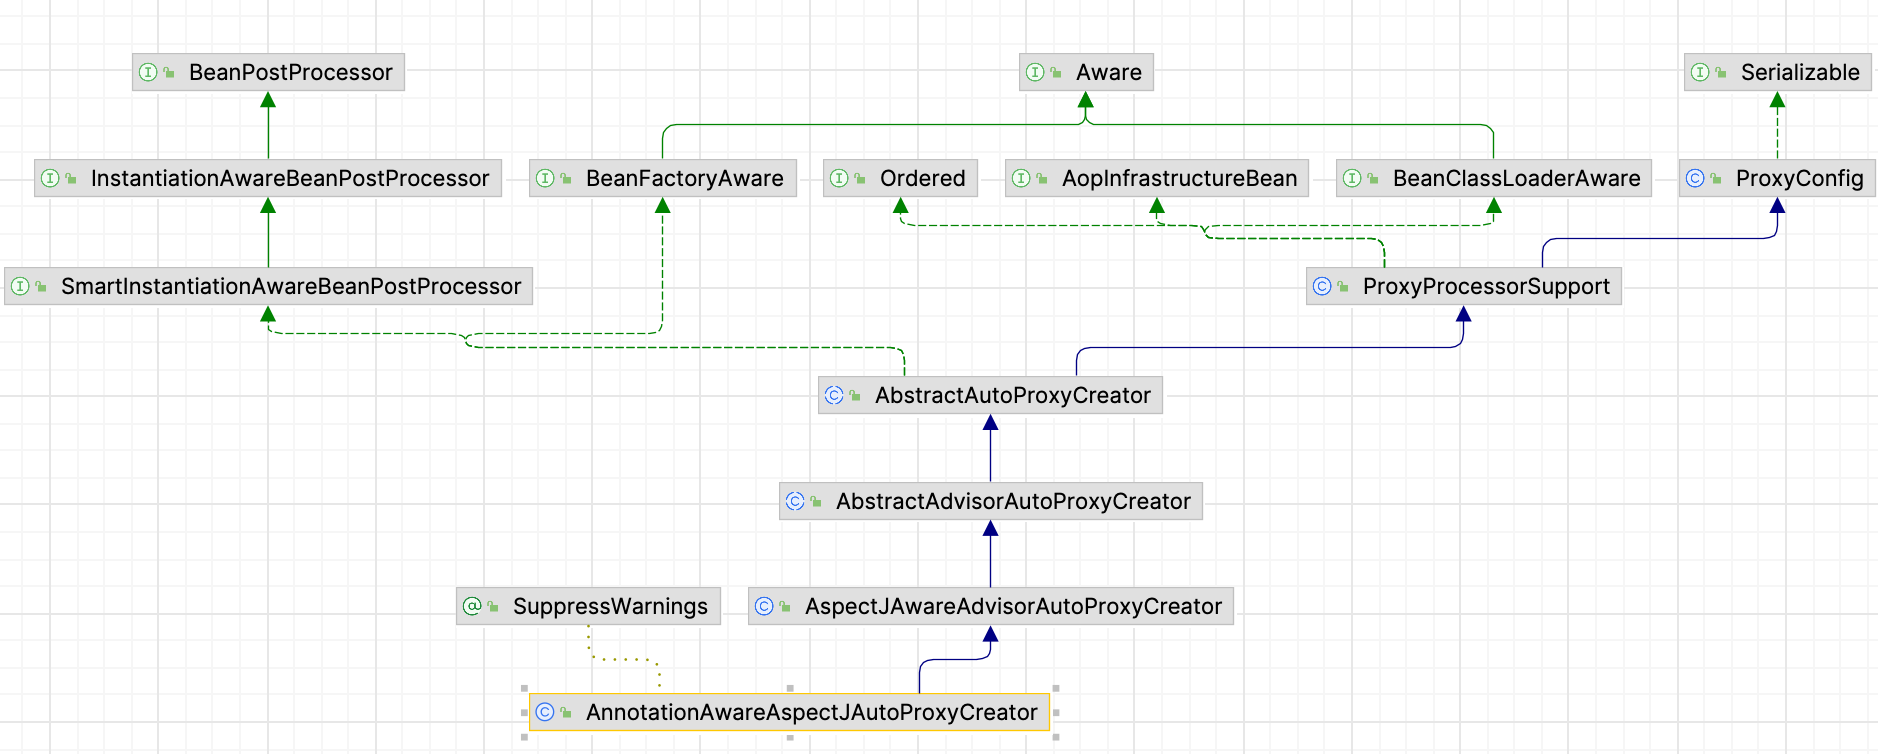 BeanPostProcessor
Aware
Serializable
InstantiationAwareBeanPostProcessor
BeanFactoryAware
Ordered
AopInfrastructureBean
BeanClassLoaderAware
ProxyConfig
SmartInstantiationAwareBeanPostProcessor
ProxyProcessorSupport
AbstractAutoProxyCreator
AbstractAdvisorAutoProxyCreator
SuppressWarnings
AspectJAwareAdvisorAutoProxyCreator
AnnotationAwareAspectJAutoProxyCreator